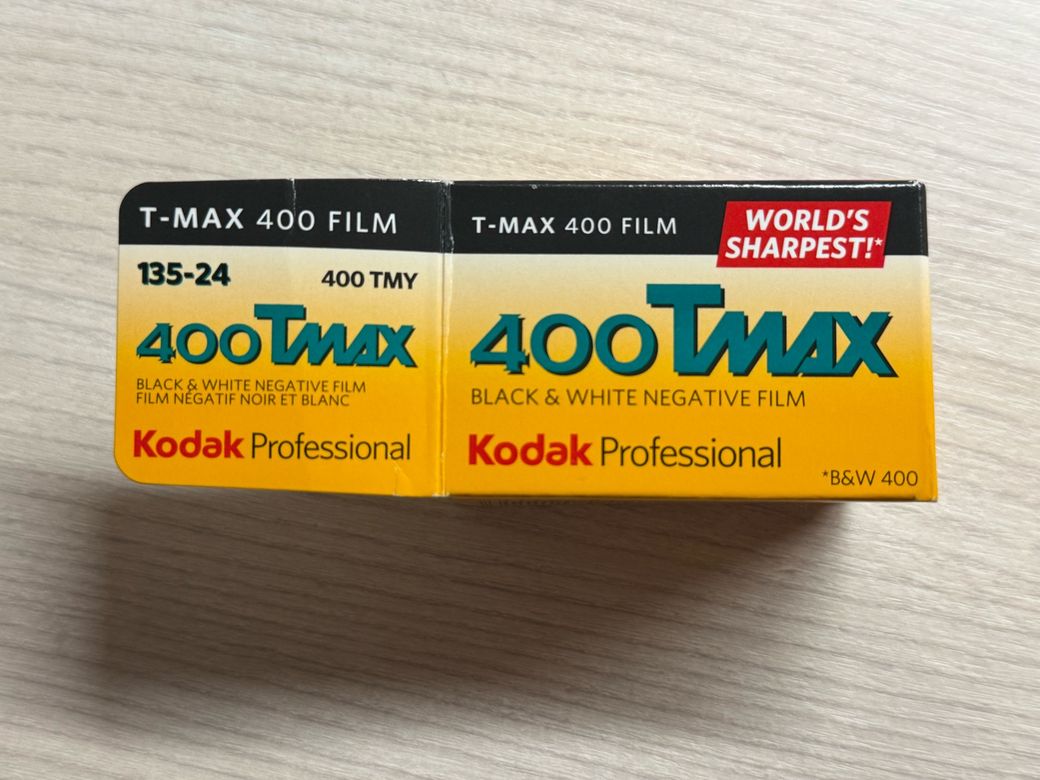 T-MAX 400 FILM
135-24 400 TMY
400TMAX
BLACK & WHITE NEGATIVE FILM
FILM NÉGATIF NOIR ET BLANC
Kodak Professional
T-MAX 400 FILM
WORLD'S
SHARPEST!*
400TMAX
BLACK & WHITE NEGATIVE FILM
Kodak Professional
*B&W 400